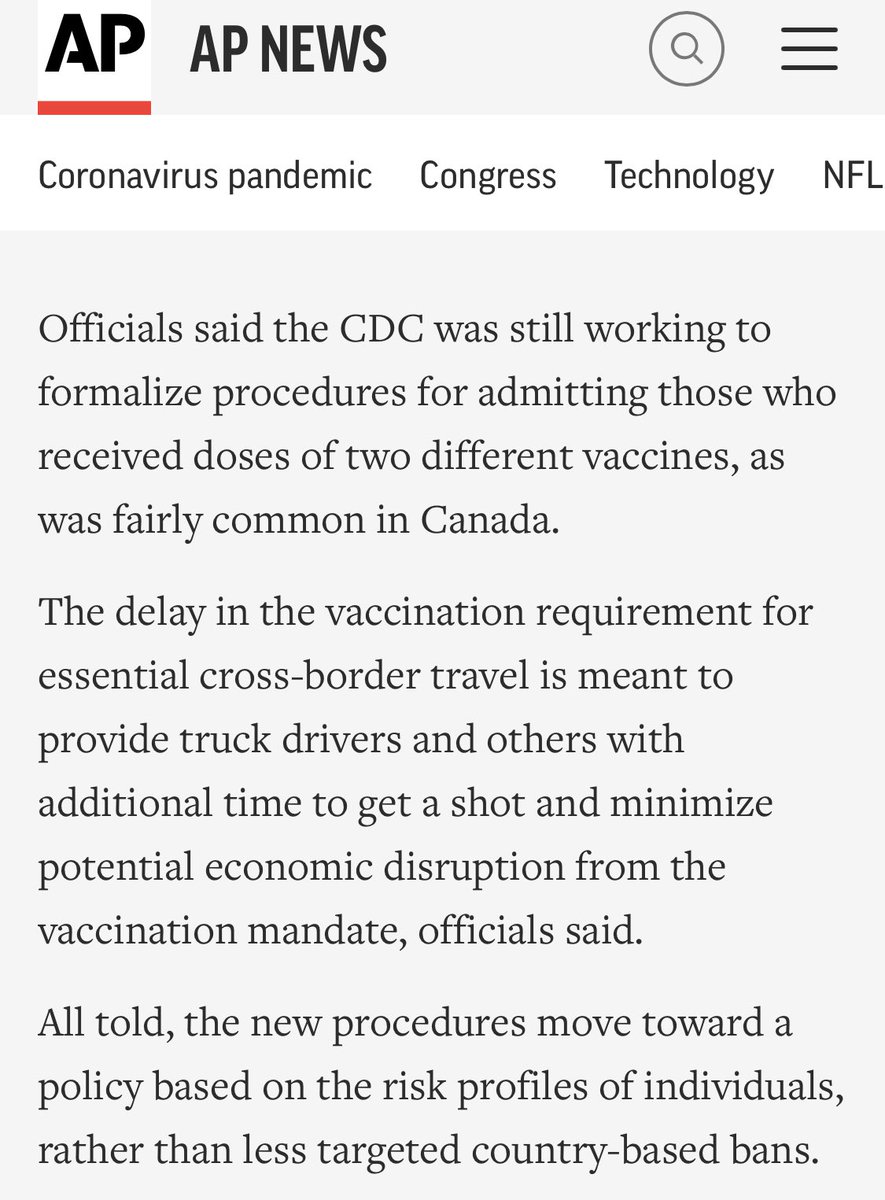 AP AP NEWS
Coronavirus pandemic Congress Technology NFL
Officials said the CDC was still working to
formalize procedures for admitting those who
received doses of two different vaccines, as
was fairly common in Canada.
The delay in the vaccination requirement for
essential cross-border travel is meant to
provide truck drivers and others with
additional time to get a shot and minimize
potential economic disruption from the
vaccination mandate, officials said.
All told, the new procedures move toward a
policy based on the risk profiles of individuals,
rather than less targeted country-based bans.